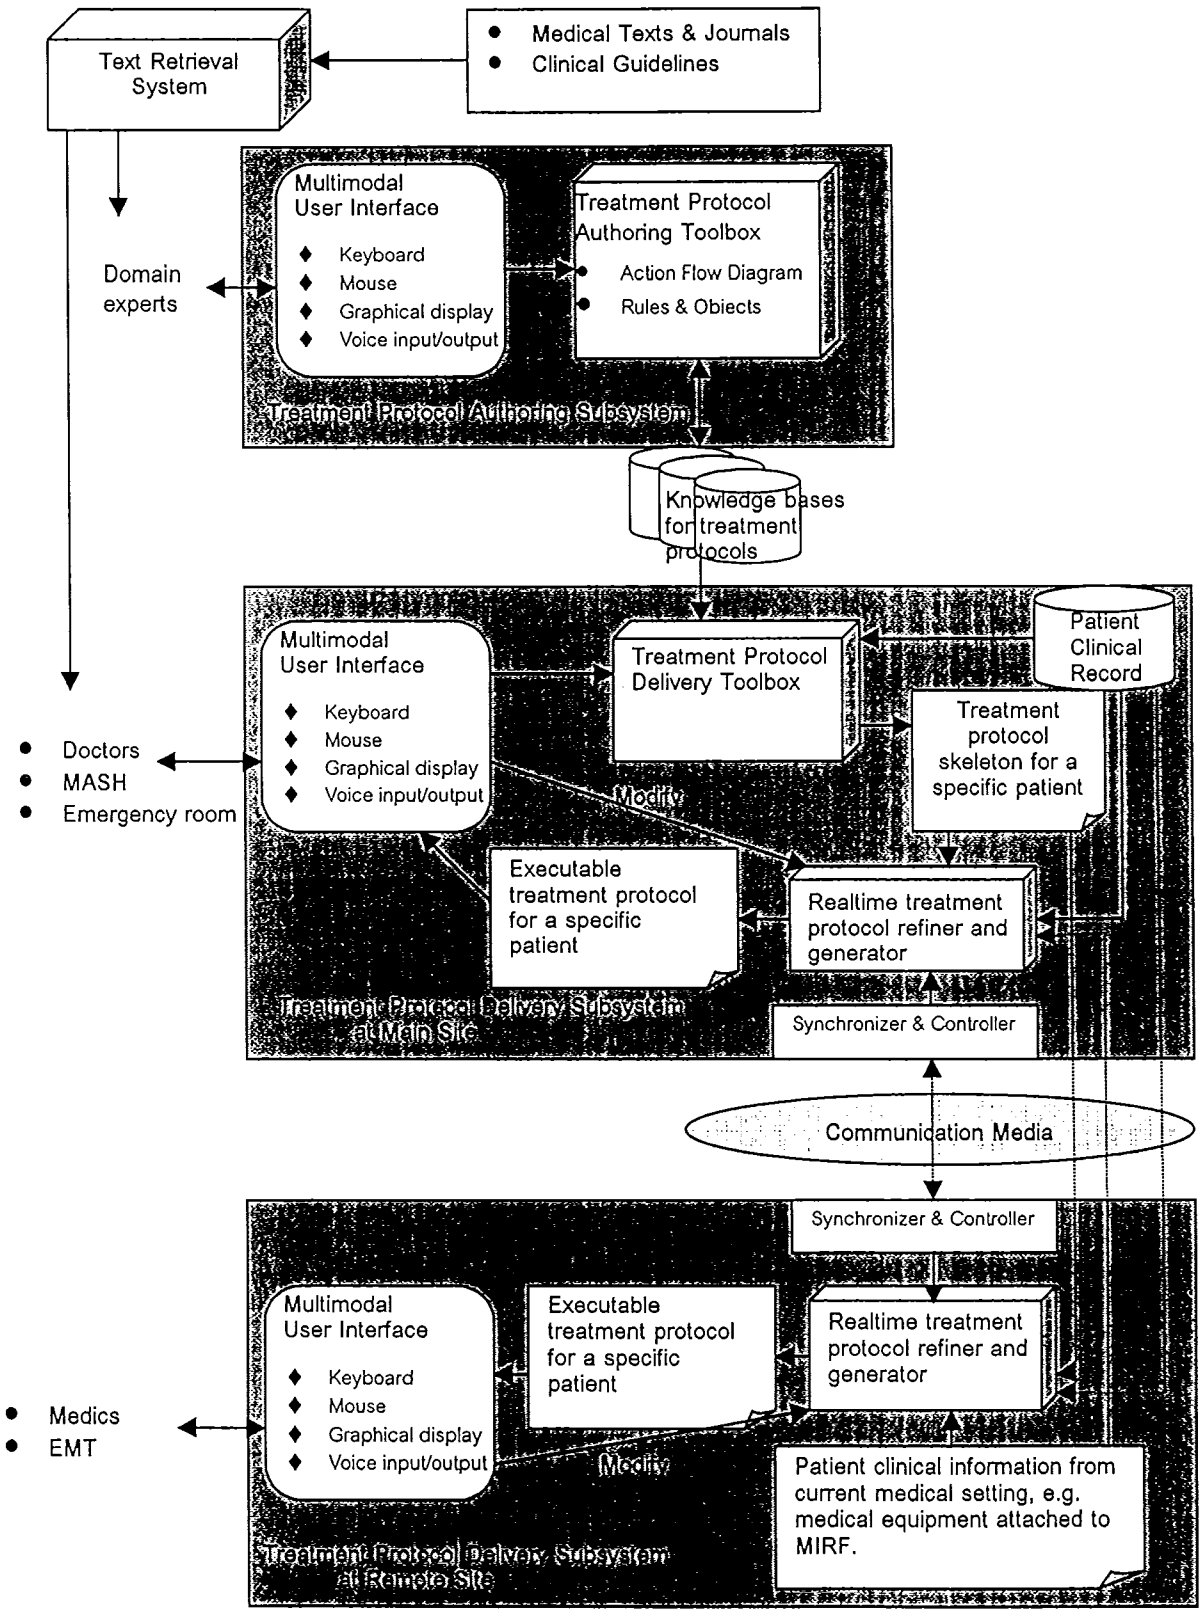 Text Retrieval
System
• Medical Texts & Journals
• Clinical Guidelines
Multimodal
User Interface
♦ Keyboard
♦ Mouse
♦ Graphical display
♦ Voice input/output
Treatment Protocol
Authoring Toolbox
• Action Flow Diagram
• Rules & Objects
Domain
experts
Treatment Protocol Authoring Subsystem
Knowledge bases
for treatment
protocols
Multimodal
User Interface
♦ Keyboard
♦ Mouse
♦ Graphical display
♦ Voice input/output
Treatment Protocol
Delivery Toolbox
Patient
Clinical
Record
Treatment
protocol
skeleton for a
specific patient
• Doctors
• MASH
• Emergency room
Modify
Executable
treatment protocol
for a specific
patient
Realtime treatment
protocol refiner and
generator
Treatment Protocol Delivery Subsystem
at Main Site
Synchronizer & Controller
Communication Media
Synchronizer & Controller
Multimodal
User Interface
♦ Keyboard
♦ Mouse
♦ Graphical display
♦ Voice input/output
Executable
treatment protocol
for a specific
patient
Realtime treatment
protocol refiner and
generator
• Medics
• EMT
Modify
Patient clinical information from
current medical setting, e.g.
medical equipment attached to
MIRF.
Treatment Protocol Delivery Subsystem
at Remote Site